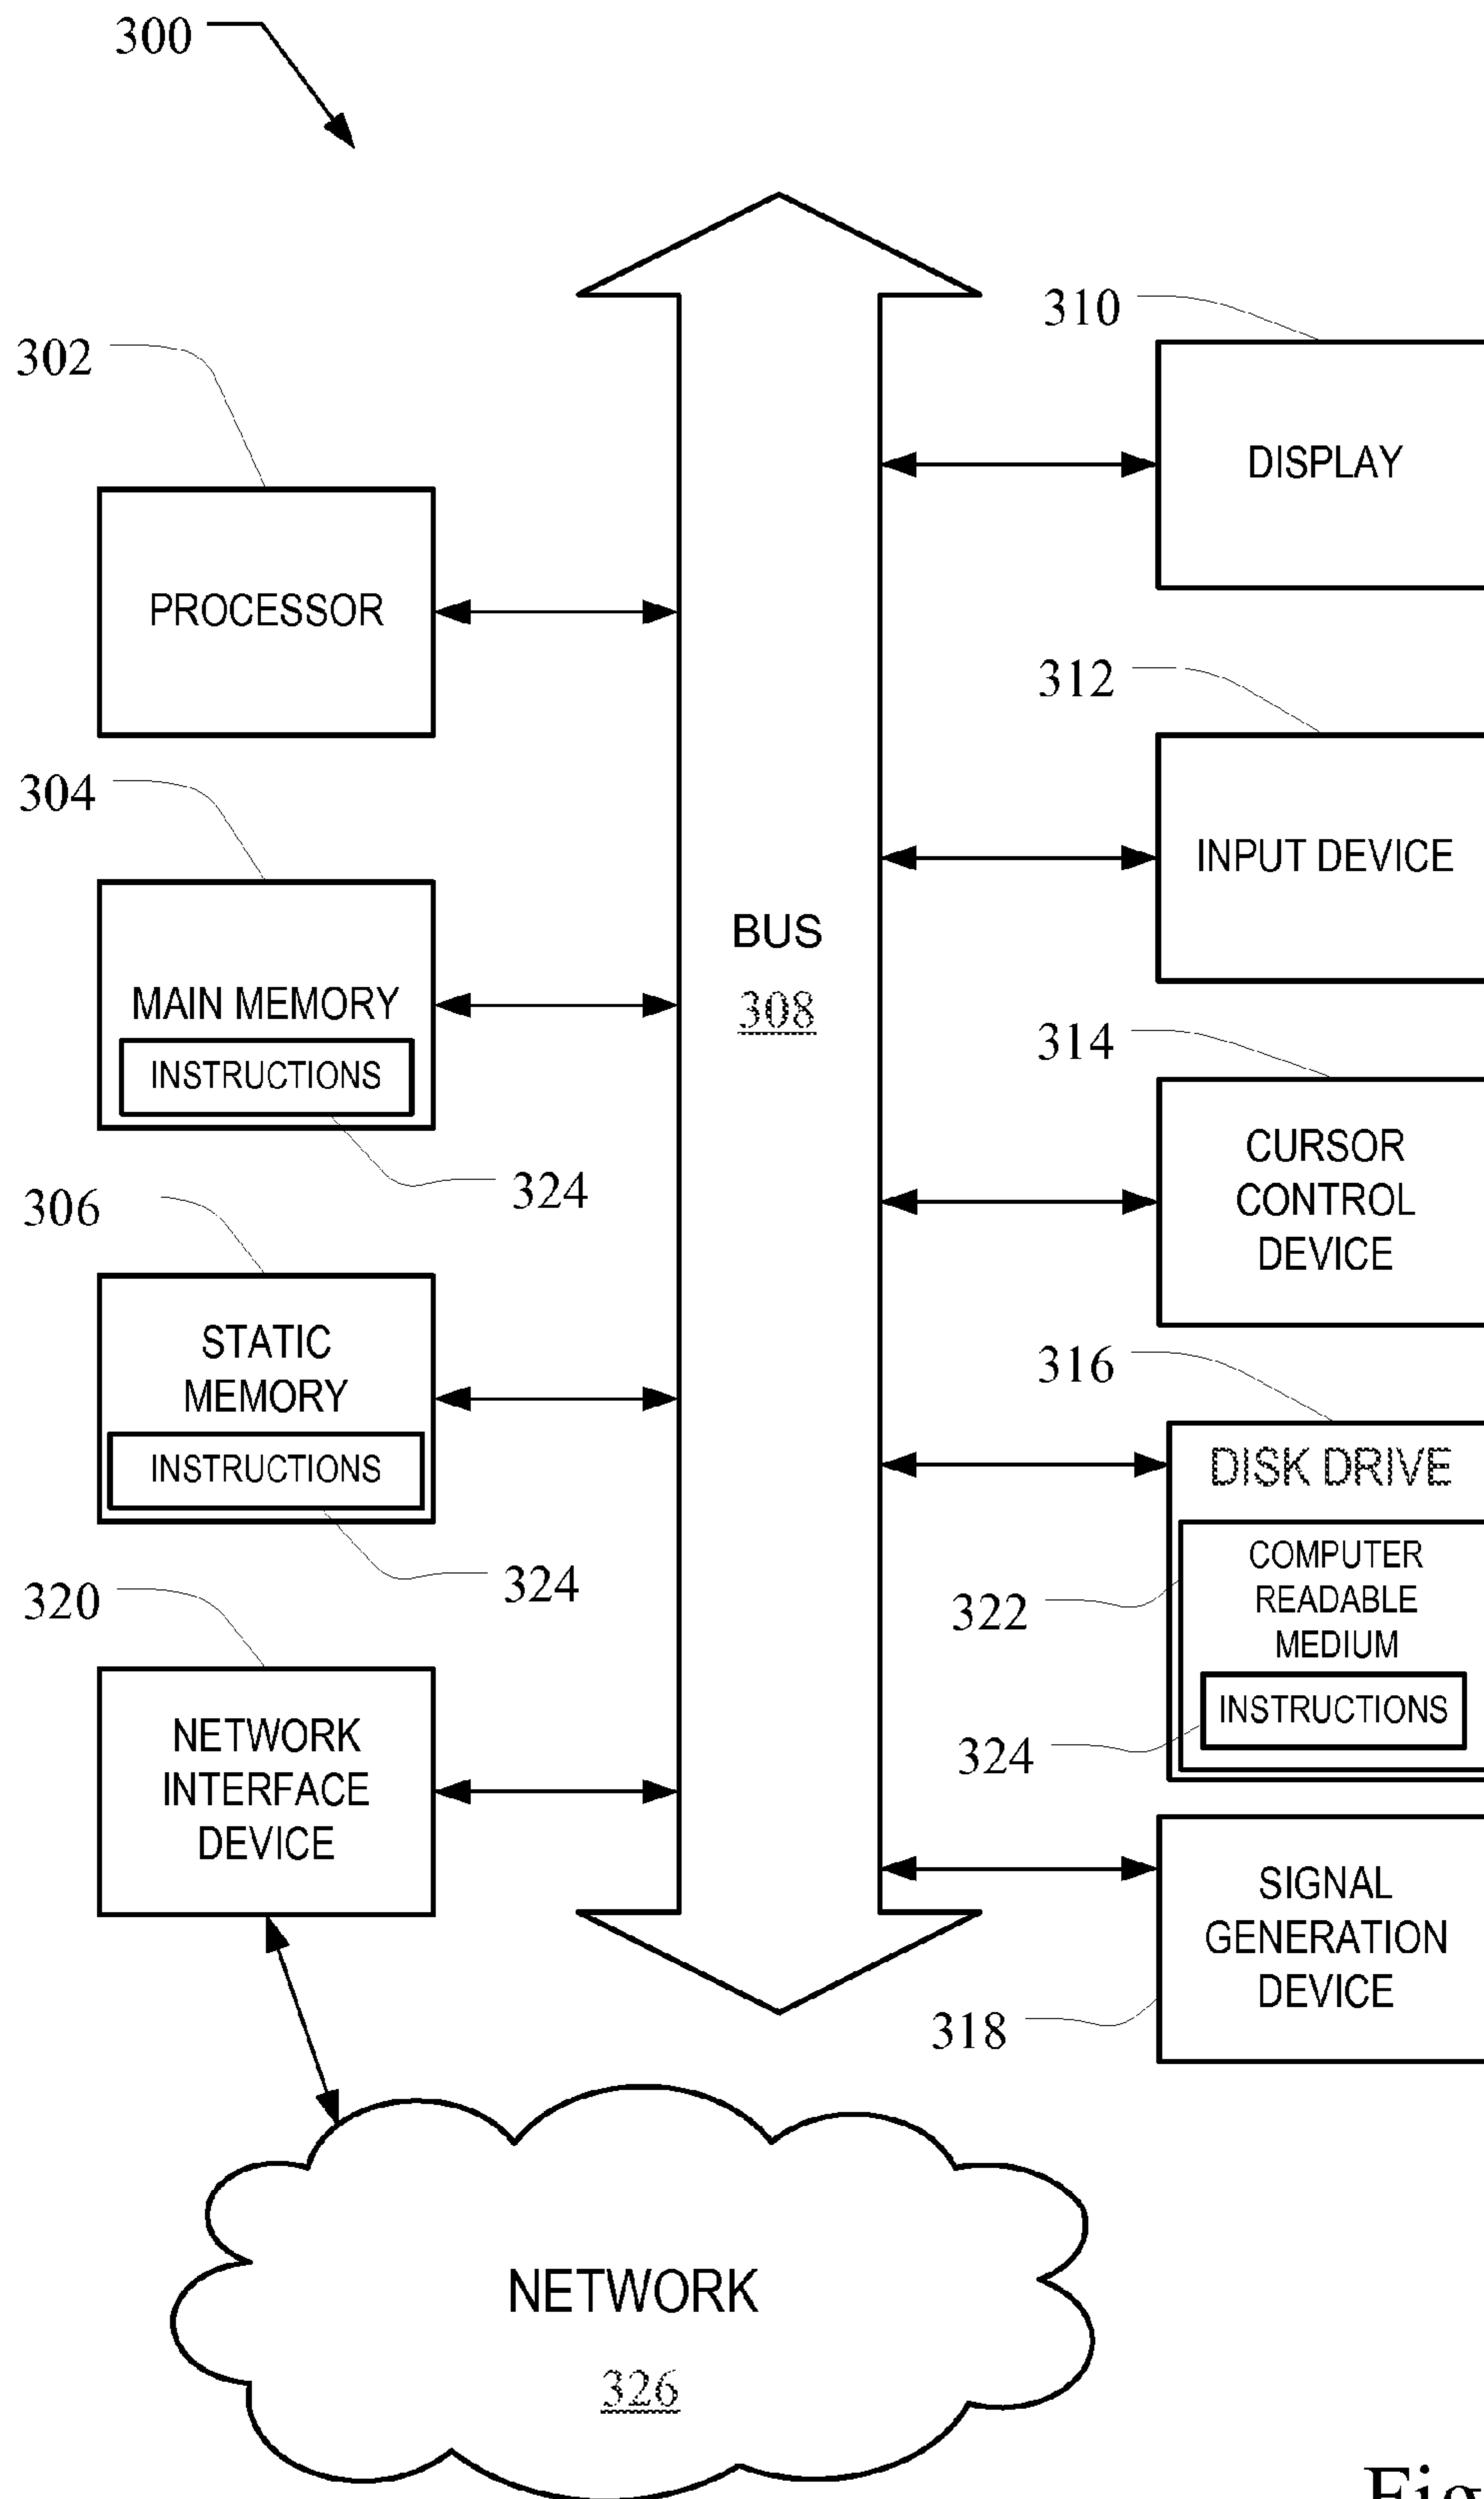 300
302
PROCESSOR
304
MAIN MEMORY
INSTRUCTIONS
324
306
STATIC
MEMORY
INSTRUCTIONS
324
320
NETWORK
INTERFACE
DEVICE
BUS
308
310
DISPLAY
312
INPUT DEVICE
314
CURSOR
CONTROL
DEVICE
316
DISK DRIVE
322
COMPUTER
READABLE
MEDIUM
INSTRUCTIONS
324
SIGNAL
GENERATION
DEVICE
318
NETWORK
326
Fig